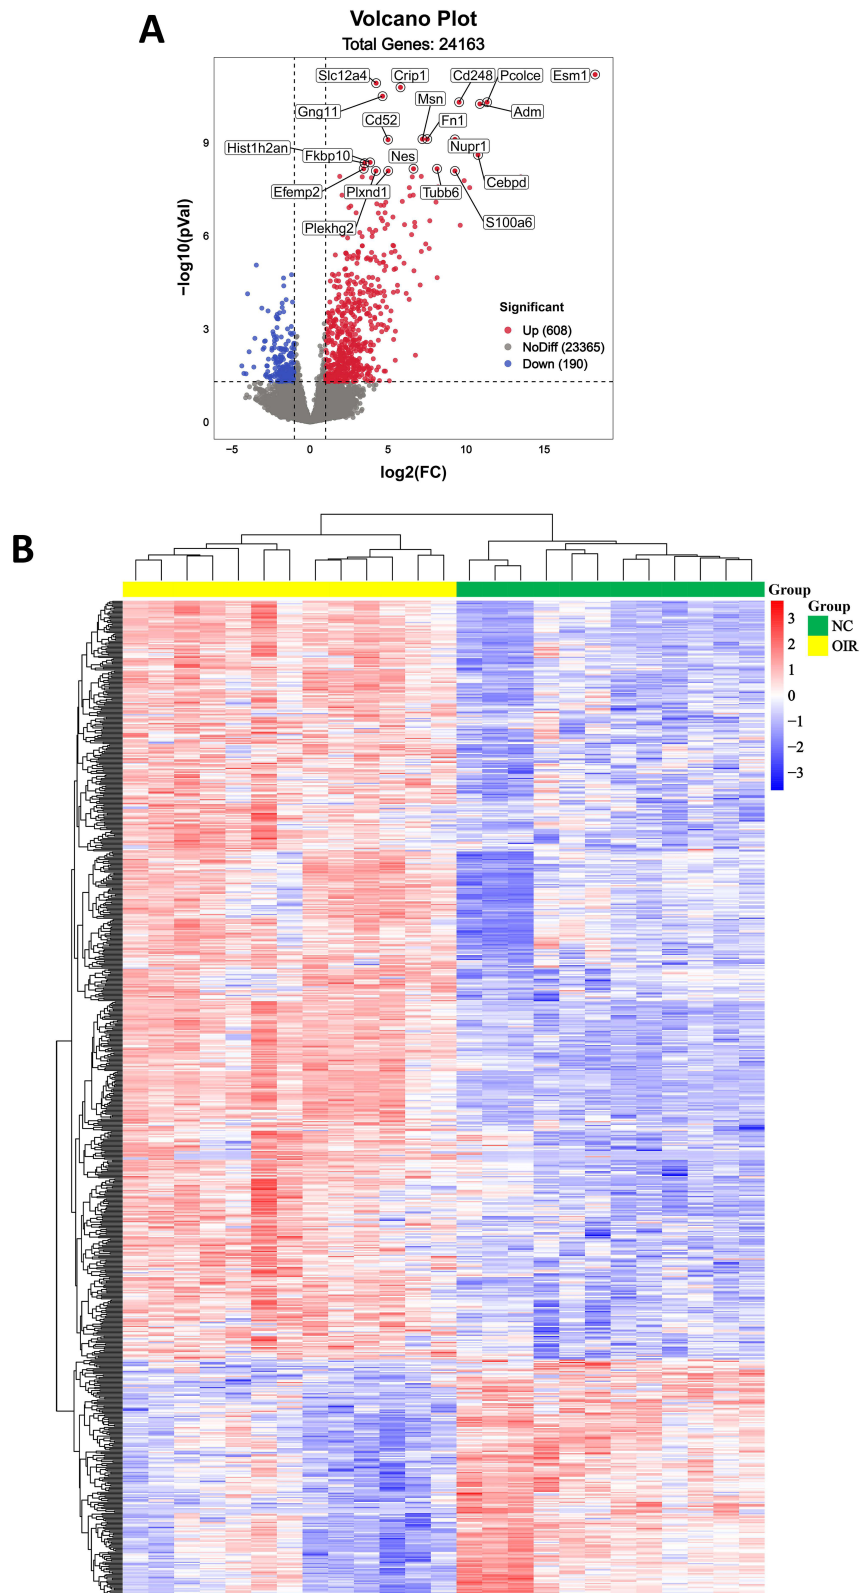 A
Volcano Plot
Total Genes: 24163
Slc12a4
Crip1
Cd248
Pcolce
Esm1
Gng11
Msn
Adm
Cd52
Fn1
Hist1h2an
Fkbp10
Nes
Nupr1
Efemp2
Plxnd1
Tubb6
Cebpd
Plekhg2
S100a6
9
6
3
0
−log10(pVal)
Significant
Up (608)
NoDiff (23365)
Down (190)
−5
0
5
10
15
log2(FC)
B
Group
3
2
1
0
−1
−2
−3
Group
NC
OIR